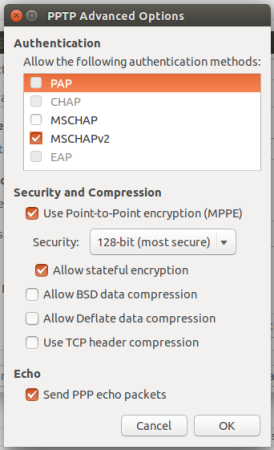 PPTP Advanced Options
Authentication
Allow the following authentication methods:
PAP
CHAP
MSCHAP
MSCHAPv2
EAP
Security and Compression
Use Point-to-Point encryption (MPPE)
Security: 128-bit (most secure)
Allow stateful encryption
Allow BSD data compression
Allow Deflate data compression
Use TCP header compression
Echo
Send PPP echo packets
Cancel OK